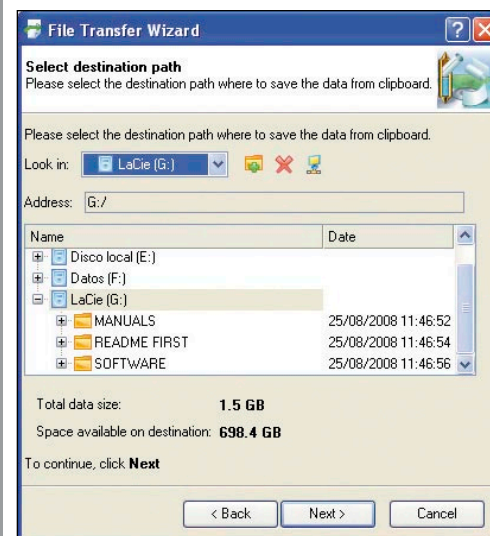 File Transfer Wizard
Select destination path
Please select the destination path where to save the data from clipboard.
Please select the destination path where to save the data from clipboard.
Look in: LaCie (G:)
Address: G:/
Name Date
Disco local (E:)
Datos (F:)
LaCie (G:)
MANUALS 25/08/2008 11:46:52
README FIRST 25/08/2008 11:46:54
SOFTWARE 25/08/2008 11:46:56
Total data size: 1.5 GB
Space available on destination: 698.4 GB
To continue, click Next
< Back Next > Cancel